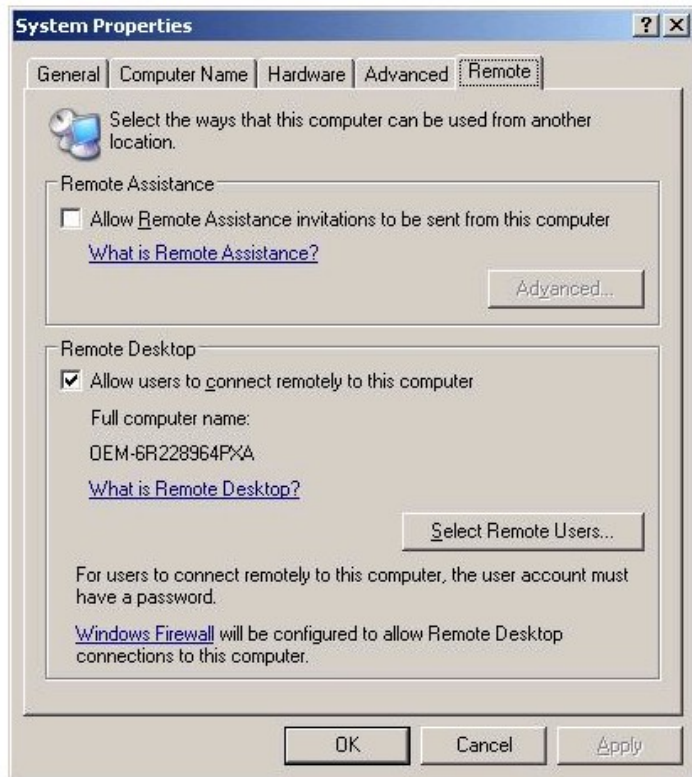 System Properties
General Computer Name Hardware Advanced Remote
Select the ways that this computer can be used from another
location.
Remote Assistance
Allow Remote Assistance invitations to be sent from this computer
What is Remote Assistance?
Advanced...
Remote Desktop
Allow users to connect remotely to this computer
Full computer name:
OEM-6R228964PXA
What is Remote Desktop?
Select Remote Users...
For users to connect remotely to this computer, the user account must
have a password.
Windows Firewall will be configured to allow Remote Desktop
connections to this computer.
OK Cancel Apply